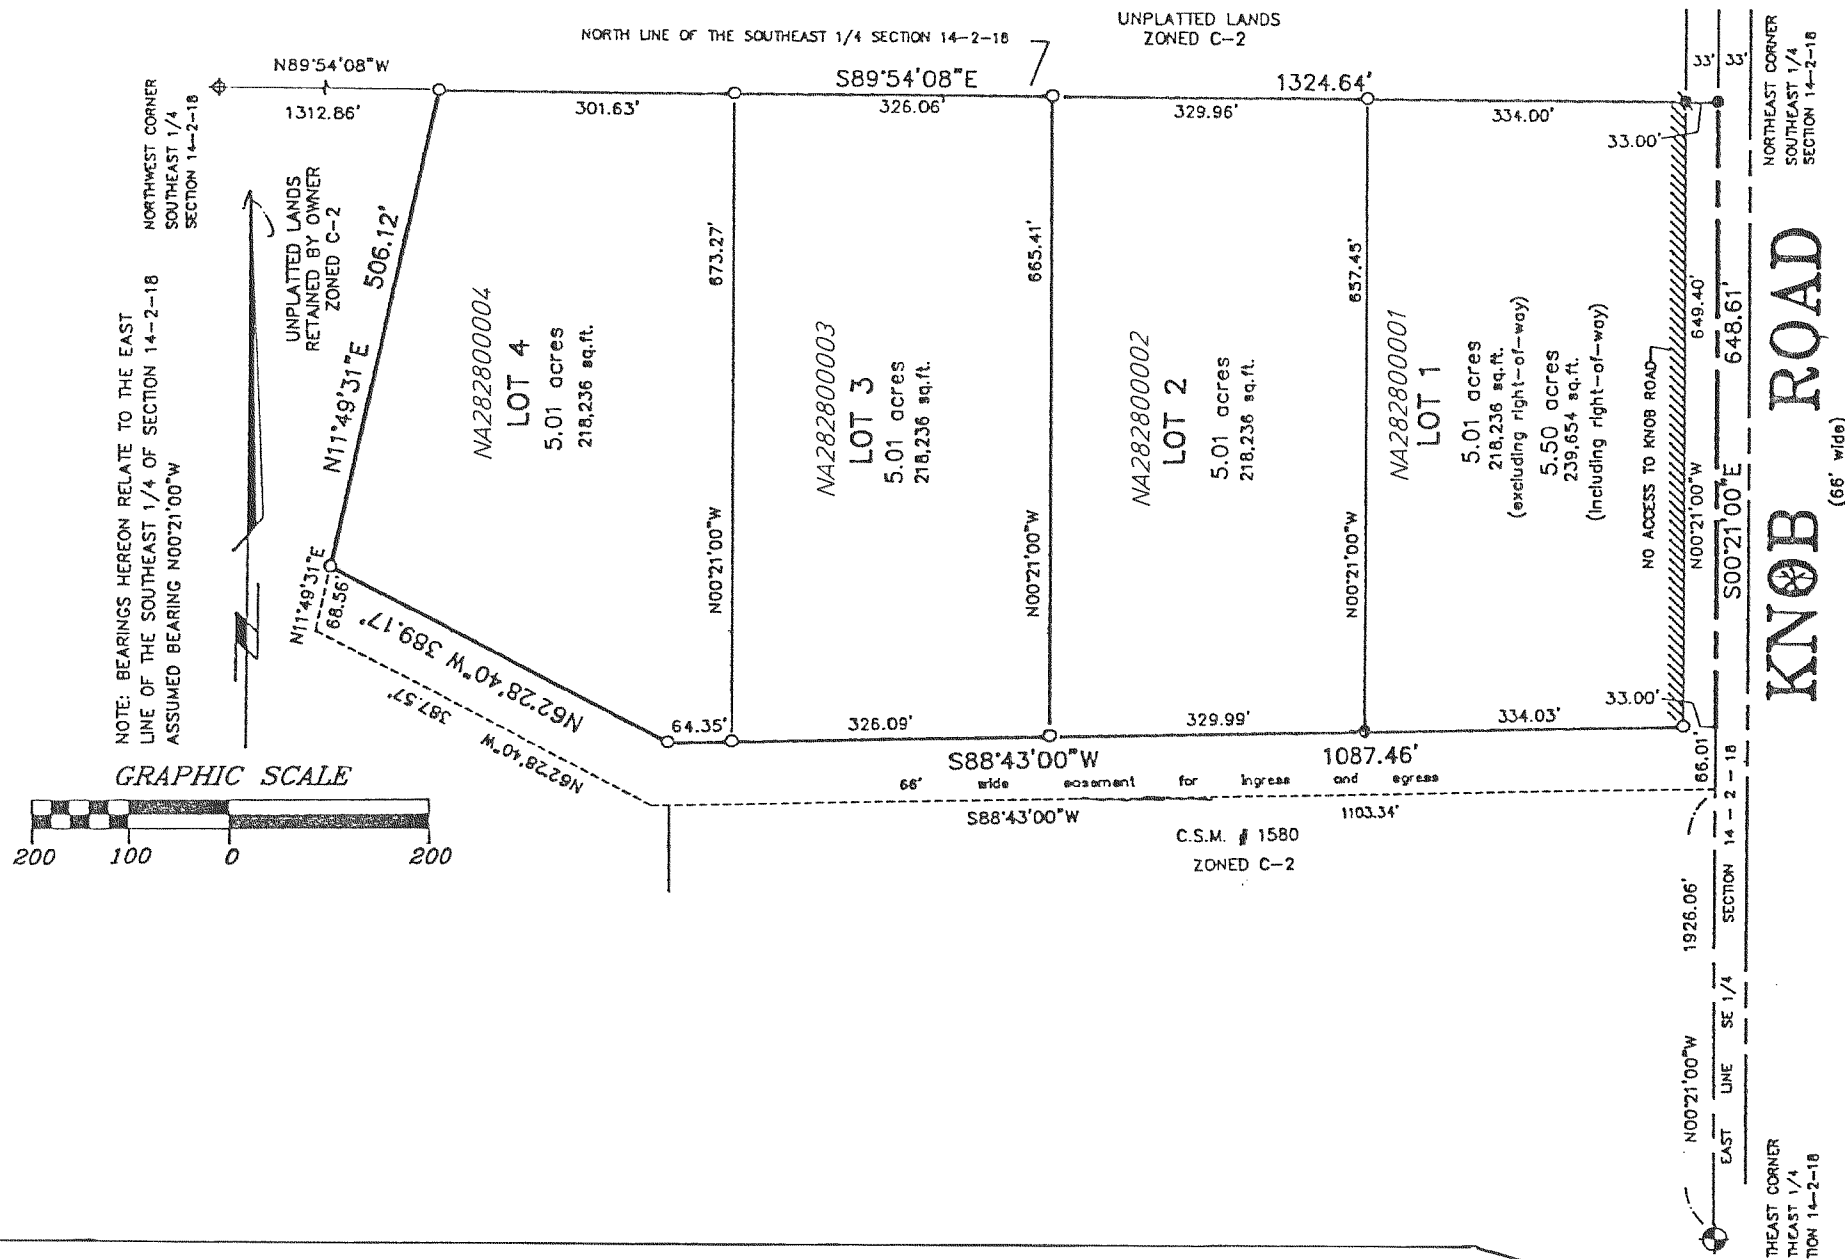 UNPLATTED LANDS
ZONED C-2
NORTH LINE OF THE SOUTHEAST 1/4 SECTION 14-2-18
N89°54'08"W
1312.86'
S89°54'08"E
1324.64'
301.63'
326.06'
329.96'
334.00'
33.00'
33'
33'
NORTHEAST CORNER
SOUTHEAST 1/4
SECTION 14-2-18
NORTHWEST CORNER
SOUTHEAST 1/4
SECTION 14-2-18
NOTE: BEARINGS HEREON RELATE TO THE EAST
LINE OF THE SOUTHEAST 1/4 OF SECTION 14-2-18
ASSUMED BEARING N00°21'00"W
UNPLATTED LANDS
RETAINED BY OWNER
ZONED C-2
N11°49'31"E 506.12'
NA282800004
LOT 4
5.01 acres
218,236 sq.ft.
673.27'
N00°21'00"W
NA282800003
LOT 3
5.01 acres
218,236 sq.ft.
665.41'
N00°21'00"W
NA282800002
LOT 2
5.01 acres
218,236 sq.ft.
657.45'
N00°21'00"W
NA282800001
LOT 1
5.01 acres
218,236 sq.ft.
(excluding right-of-way)
5.50 acres
239,654 sq.ft.
(including right-of-way)
NO ACCESS TO KNOB ROAD
649.40'
N00°21'00"W
648.61'
S00°21'00"E
KNOB ROAD
(66' wide)
N11°49'31"E
68.56'
N62°28'40"W 389.17'
387.57'
N62°28'40"W
64.35'
326.09'
329.99'
334.03'
33.00'
S88°43'00"W
1087.46'
66' wide easement for ingress and egress
S88°43'00"W
1103.34'
66.01'
C.S.M. # 1580
ZONED C-2
GRAPHIC SCALE
200 100 0 200
1926.06'
N00°21'00"W
EAST LINE SE 1/4 SECTION 14-2-18
THEAST CORNER
THEAST 1/4
TION 14-2-18